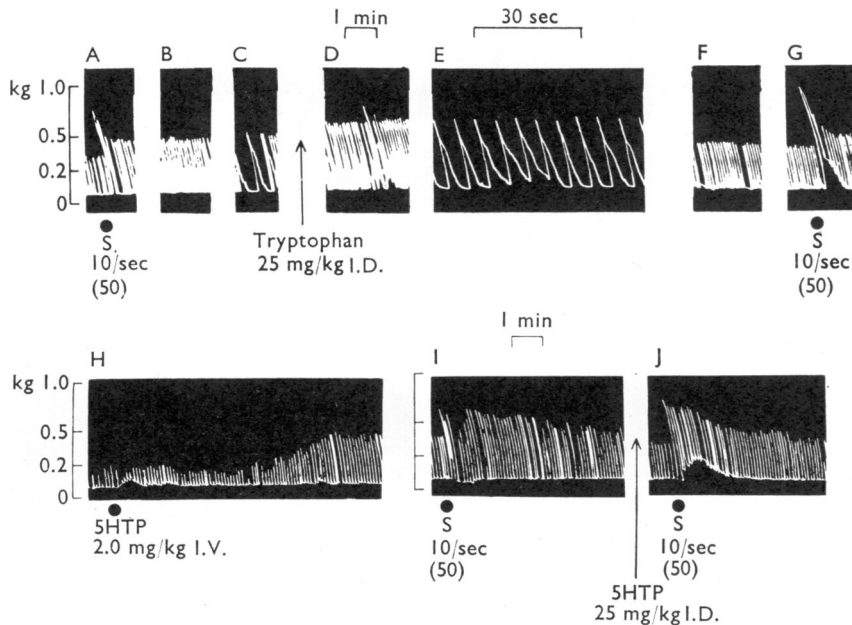 1 min
30 sec
A
B
C
D
E
F
G
kg 1.0
0.5
0.2
0
S.
10/sec
(50)
Tryptophan
25 mg/kg I.D.
S
10/sec
(50)
1 min
H
I
J
kg 1.0
0.5
0.2
0
5HTP
2.0 mg/kg I.V.
S
10/sec
(50)
S
10/sec
(50)
5HTP
25 mg/kg I.D.